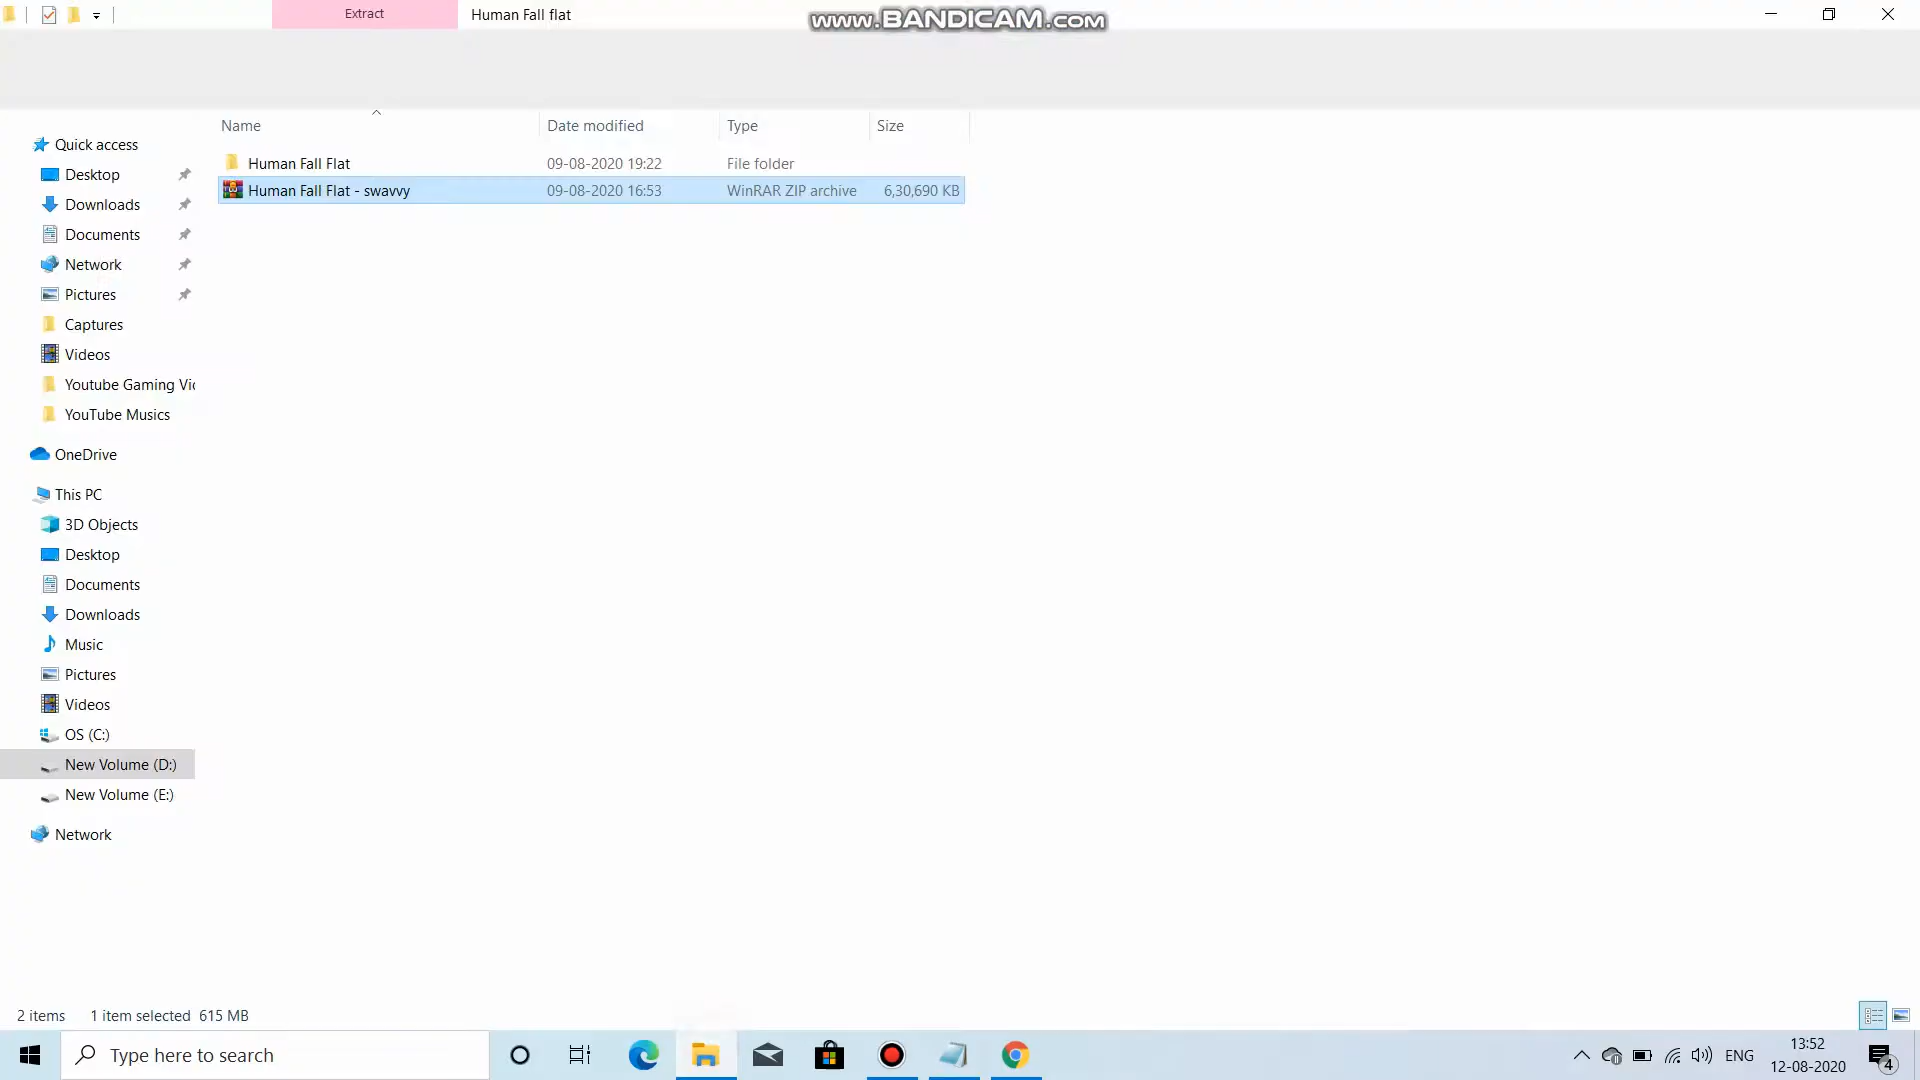 Extract
Human Fall flat
www.BANDICAM.com
Name
Date modified
Type
Size
Human Fall Flat
09-08-2020 19:22
File folder
Human Fall Flat - swavvy
09-08-2020 16:53
WinRAR ZIP archive
6,30,690 KB
Quick access
Desktop
Downloads
Documents
Network
Pictures
Captures
Videos
Youtube Gaming Vi
YouTube Musics
OneDrive
This PC
3D Objects
Desktop
Documents
Downloads
Music
Pictures
Videos
OS (C:)
New Volume (D:)
New Volume (E:)
Network
2 items
1 item selected 615 MB
Type here to search
ENG
13:52
12-08-2020
4